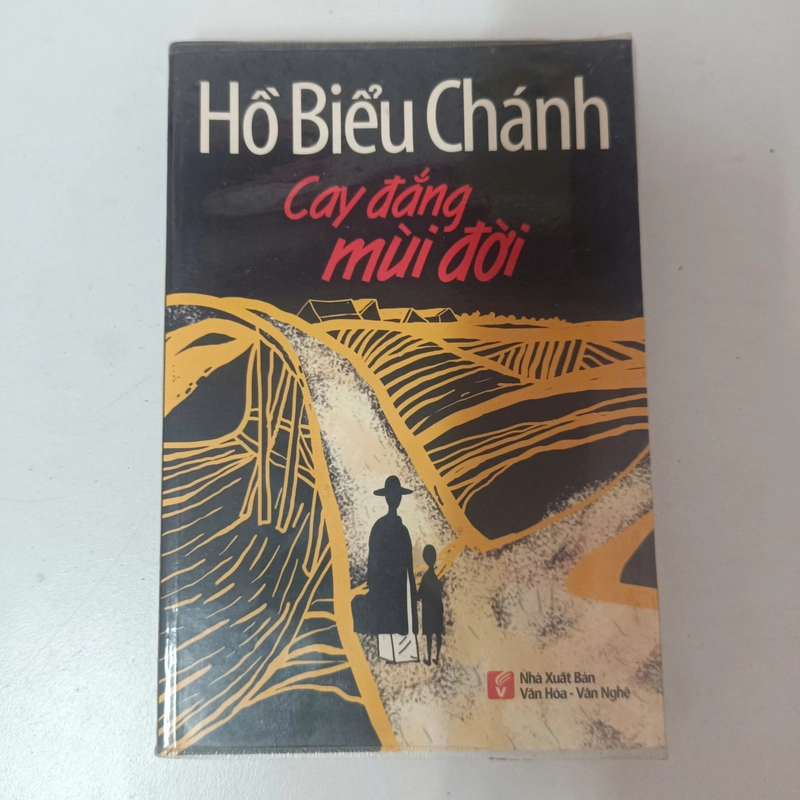 Hồ Biểu Chánh
Cay đắng
mùi đời
Nhà Xuất Bản
Văn Hóa - Văn Nghệ